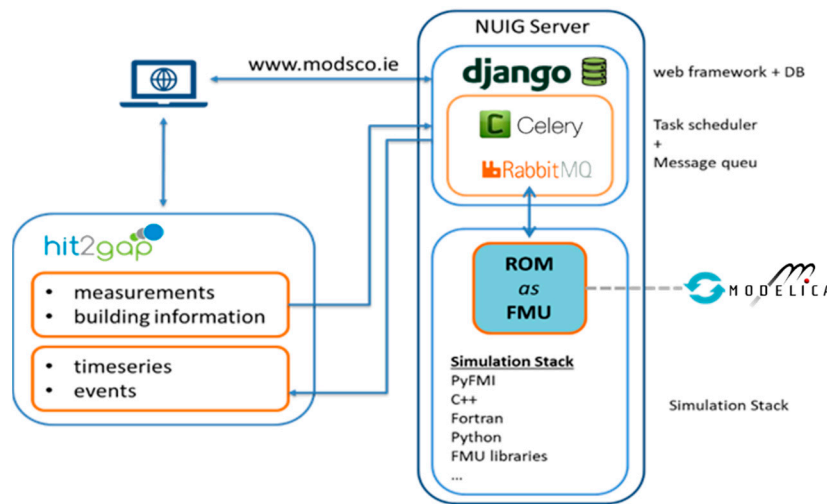 NUIG Server
www.modsco.ie
django
web framework + DB
C Celery
RabbitMQ
Task scheduler
+
Message queu
hit2gap
• measurements
• building information
• timeseries
• events
ROM
as
FMU
MODELICA
Simulation Stack
PyFMI
C++
Fortran
Python
FMU libraries
...
Simulation Stack